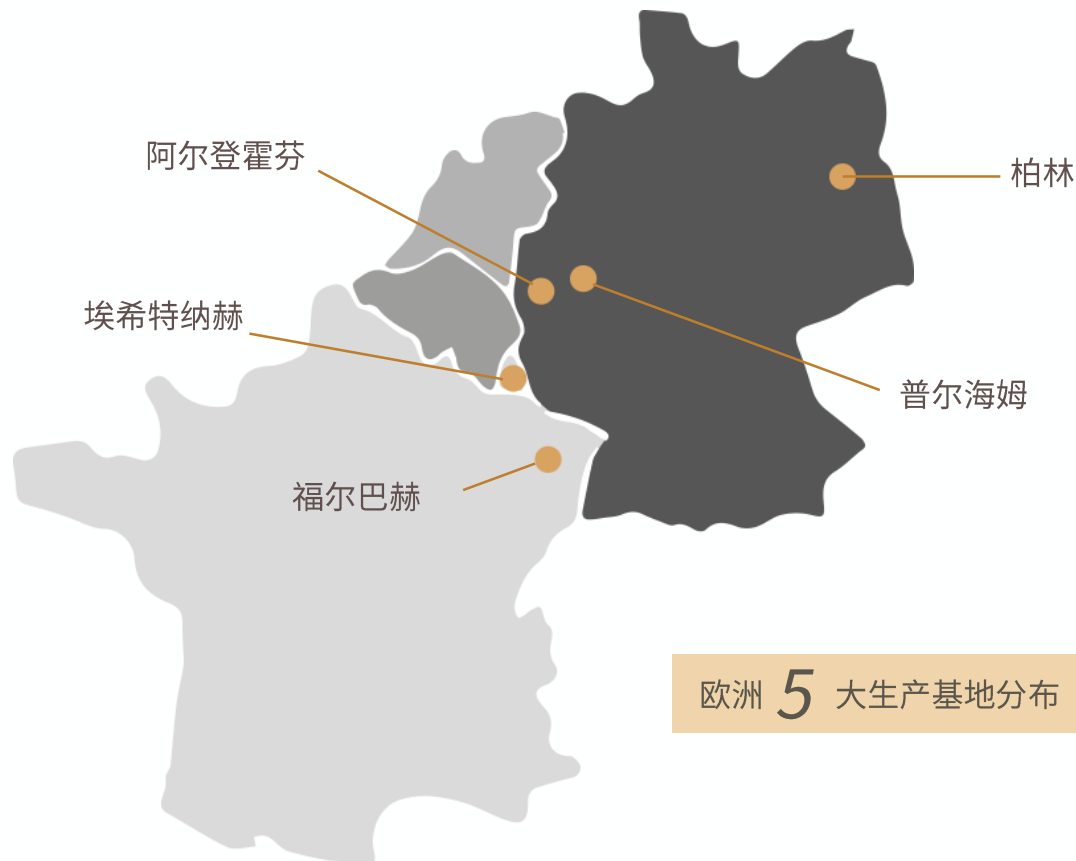 阿尔登霍芬
柏林
埃希特纳赫
普尔海姆
福尔巴赫
欧洲 5 大生产基地分布